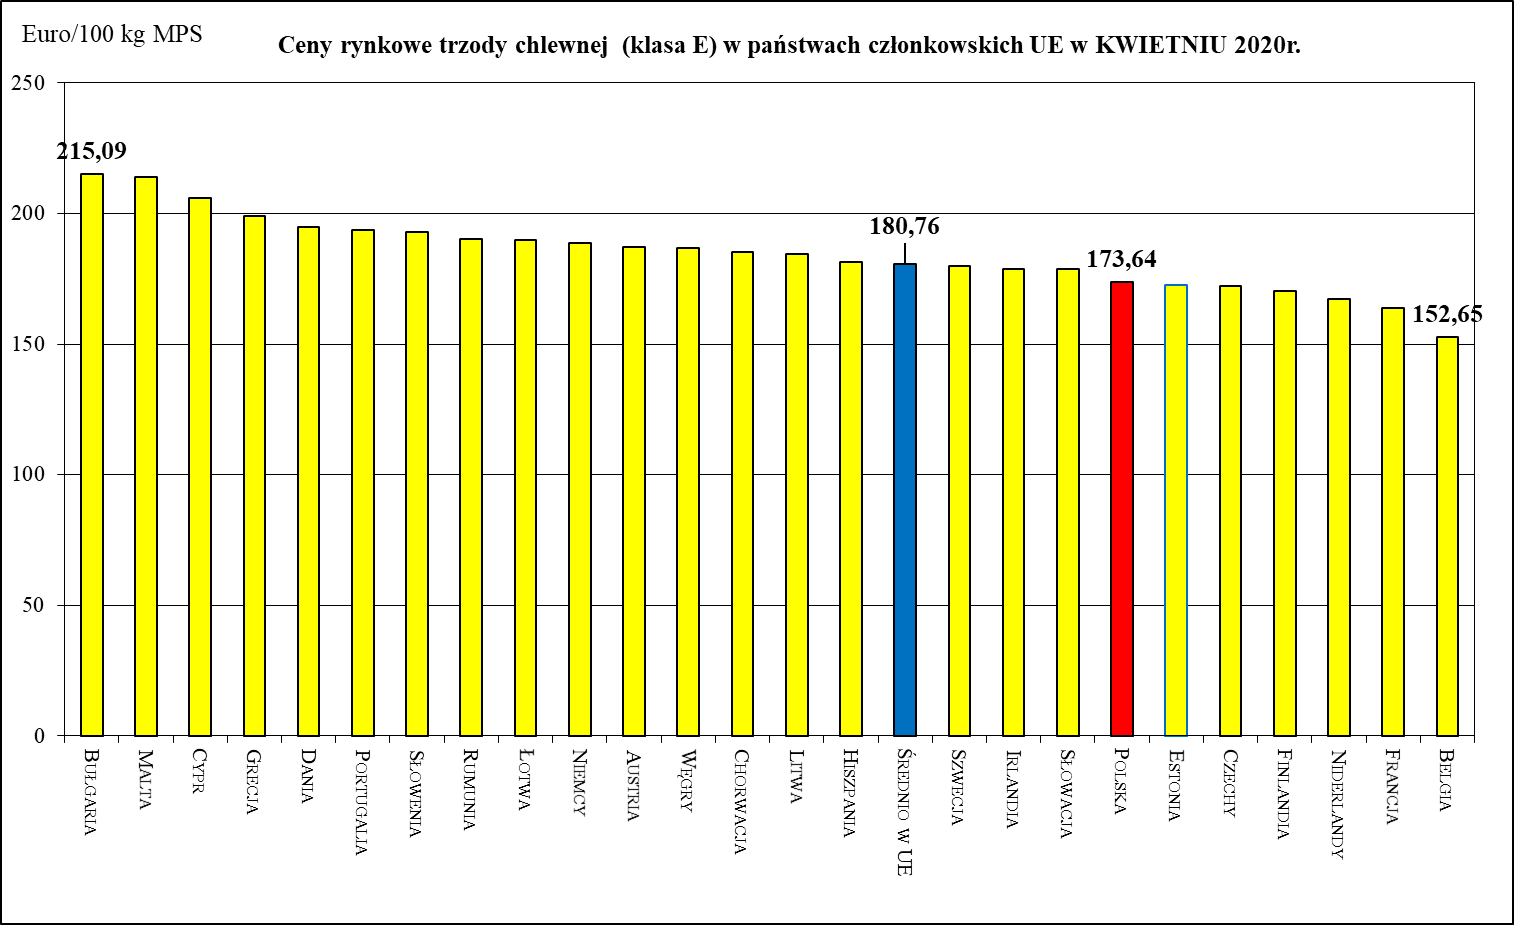 Euro/100 kg MPS
Ceny rynkowe trzody chlewnej (klasa E) w państwach członkowskich UE w KWIETNIU 2020r.
250
200
150
100
50
0
215,09
180,76
173,64
152,65
Bułgaria
Malta
Cypr
Grecja
Dania
Portugalia
Słowenia
Rumunia
Łotwa
Niemcy
Austria
Węgry
Chorwacja
Litwa
Hiszpania
Średnio w UE
Szwecja
Irlandia
Słowacja
Polska
Estonia
Czechy
Finlandia
Niderlandy
Francja
Belgia